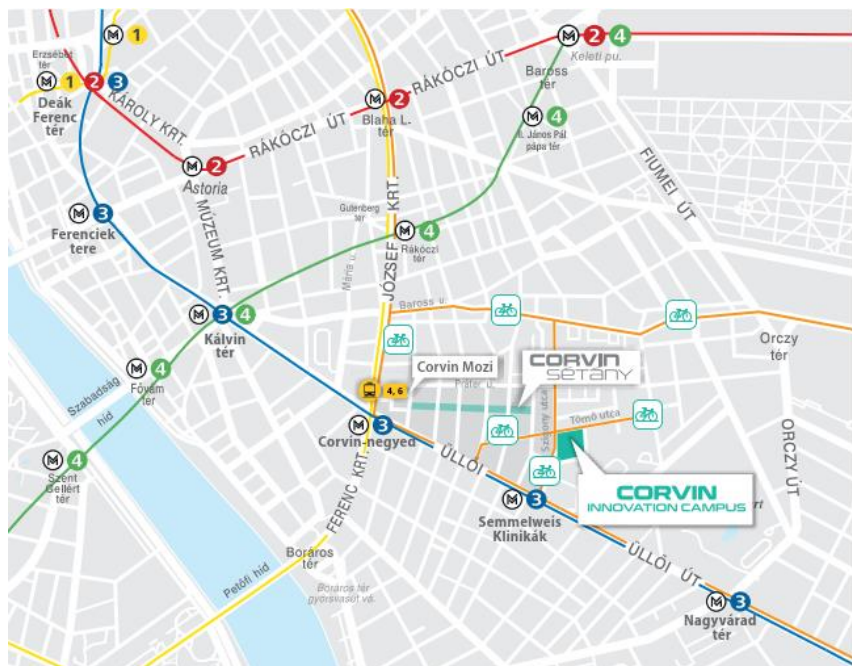 1
Erzsébet
tér
1
2
3
Deák
Ferenc
tér
KÁROLY KRT.
2
Astoria
RÁKÓCZI ÚT
2
Blaha L.
tér
RÁKÓCZI ÚT
2 4
Keleti pu.
Baross
tér
4
II. János Pál
pápa tér
FIUMEI ÚT
3
Ferenciek
tere
MÚZEUM KRT.
Gutenberg
tér
Mária u.
JÓZSEF KRT.
4
Rákóczi
tér
3 4
Kálvin
tér
Baross u.
Orczy
tér
4
Fővám
tér
Szabadság
híd
4
Szent
Gellért
tér
Corvin Mozi
4, 6
Práter u.
CORVIN
sétány
3
Corvin-negyed
Szigony utca
Tömő utca
CORVIN
INNOVATION CAMPUS
ORCZY ÚT
ÜLLŐI
3
Semmelweis
Klinikák
FERENC KRT.
Boráros
tér
Petőfi híd
Boráros tér
gyorsvasút vá.
ÜLLŐI ÚT
3
Nagyvárad
tér